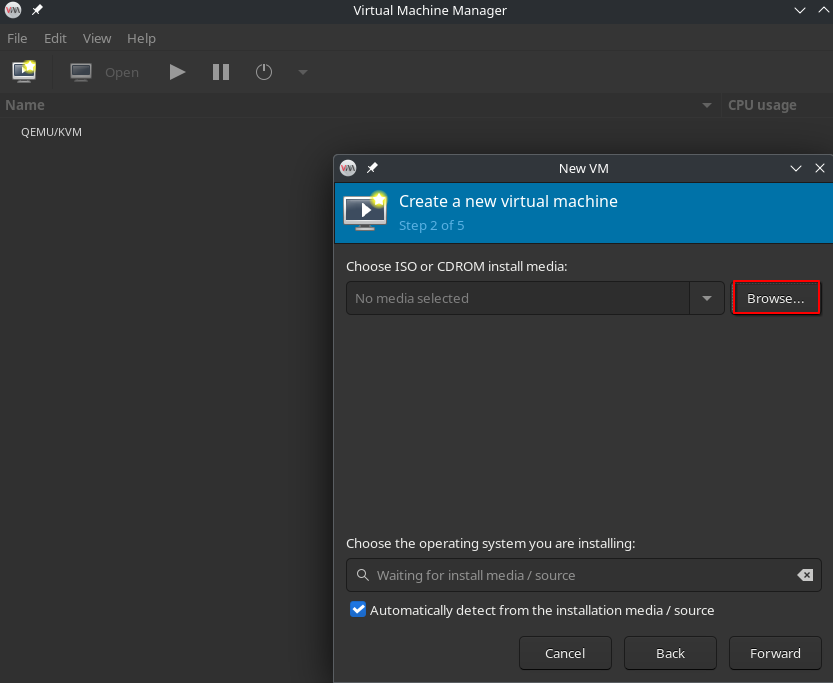 Virtual Machine Manager
File Edit View Help
Open
Name CPU usage
QEMU/KVM
New VM
Create a new virtual machine
Step 2 of 5
Choose ISO or CDROM install media:
No media selected Browse...
Choose the operating system you are installing:
Waiting for install media / source
Automatically detect from the installation media / source
Cancel Back Forward